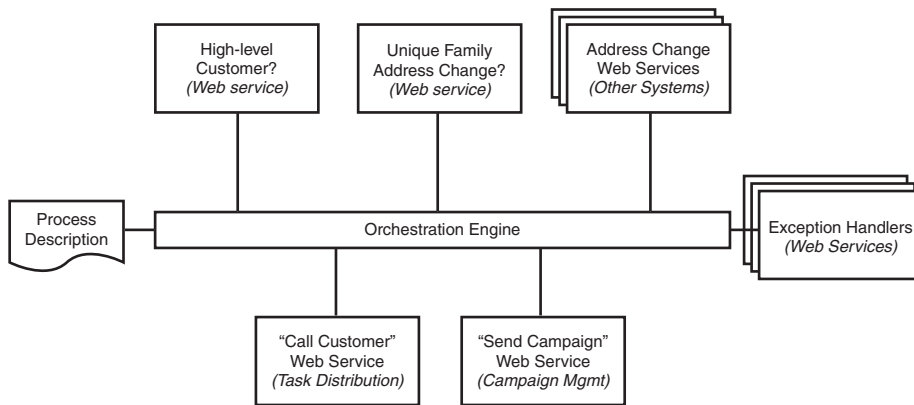 High-level
Customer?
(Web service)
Unique Family
Address Change?
(Web service)
Address Change
Web Services
(Other Systems)
Process
Description
Orchestration Engine
Exception Handlers
(Web Services)
“Call Customer”
Web Service
(Task Distribution)
“Send Campaign”
Web Service
(Campaign Mgmt)